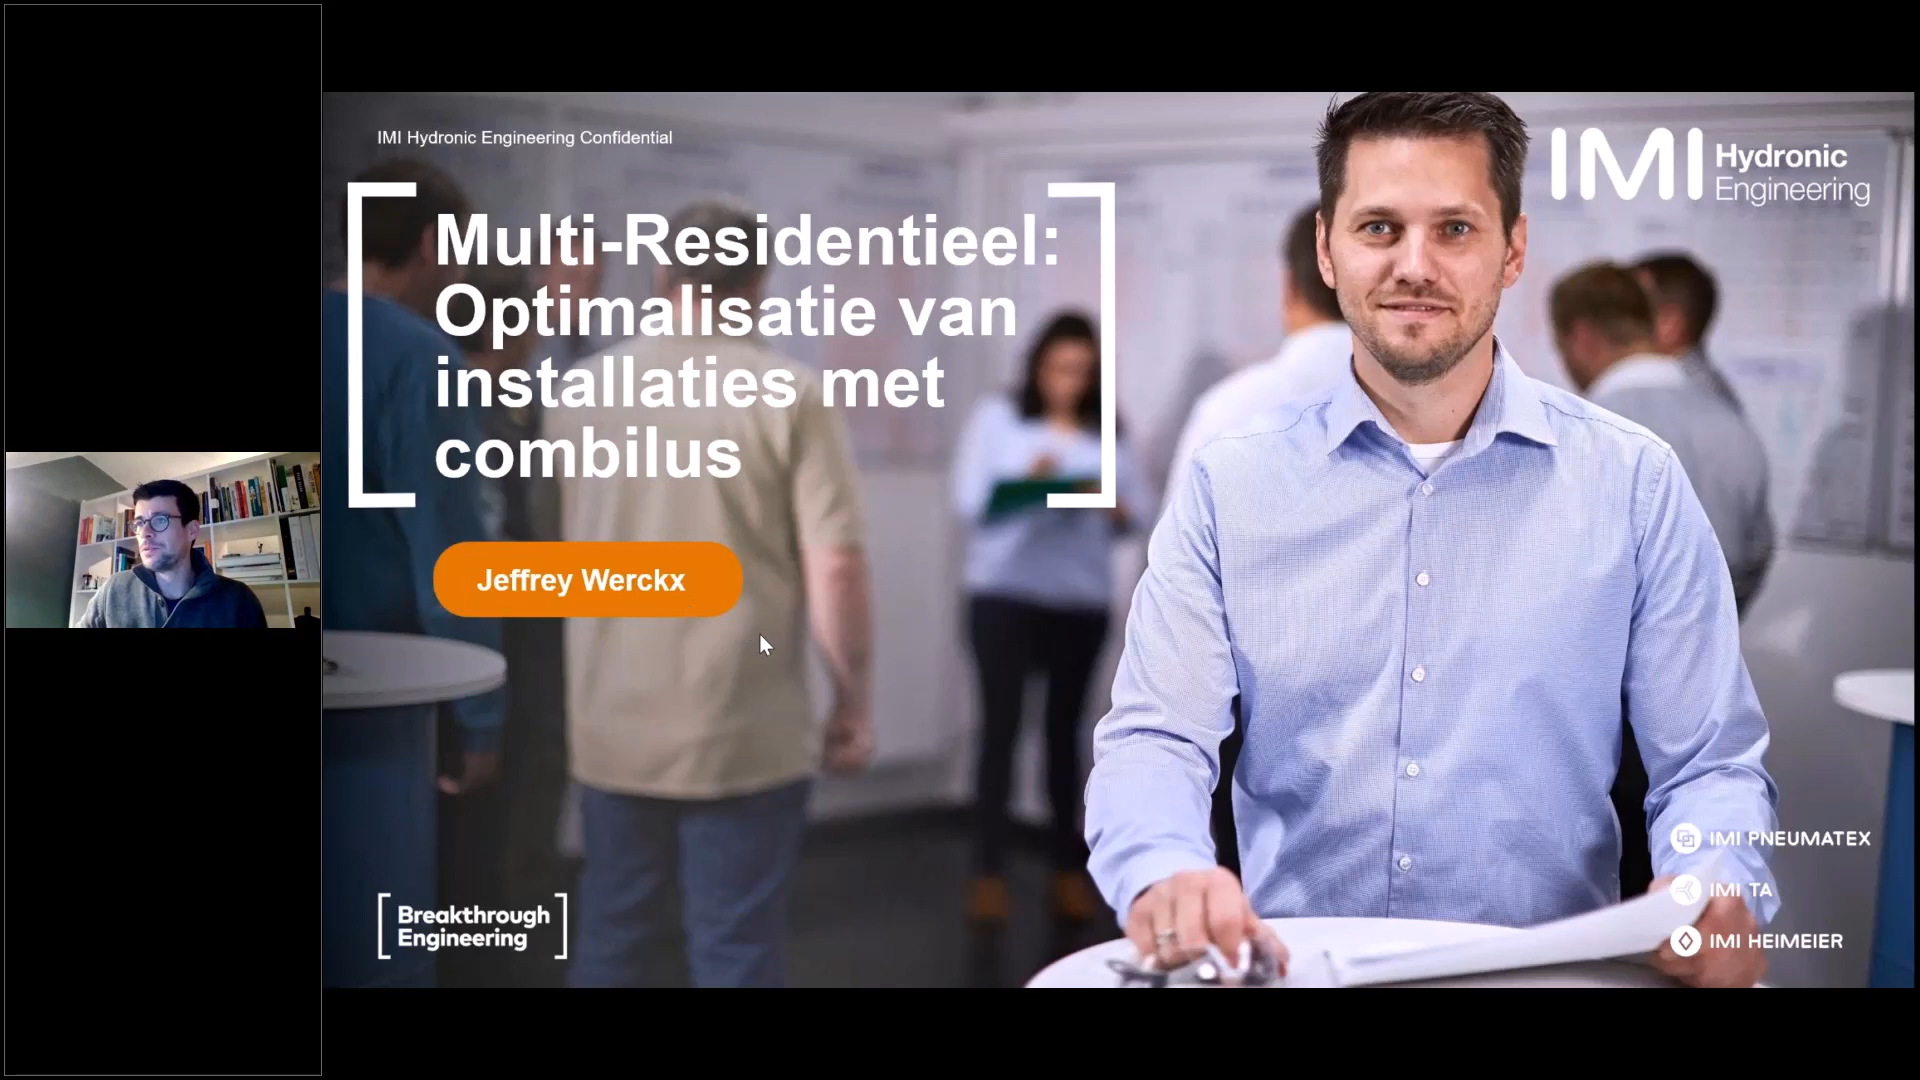 IMI Hydronic Engineering Confidential
IMI Hydronic
Engineering
Multi-Residentieel:
Optimalisatie van
installaties met
combilus
Jeffrey Werckx
Breakthrough
Engineering
IMI PNEUMATEX
IMI TA
IMI HEIMEIER